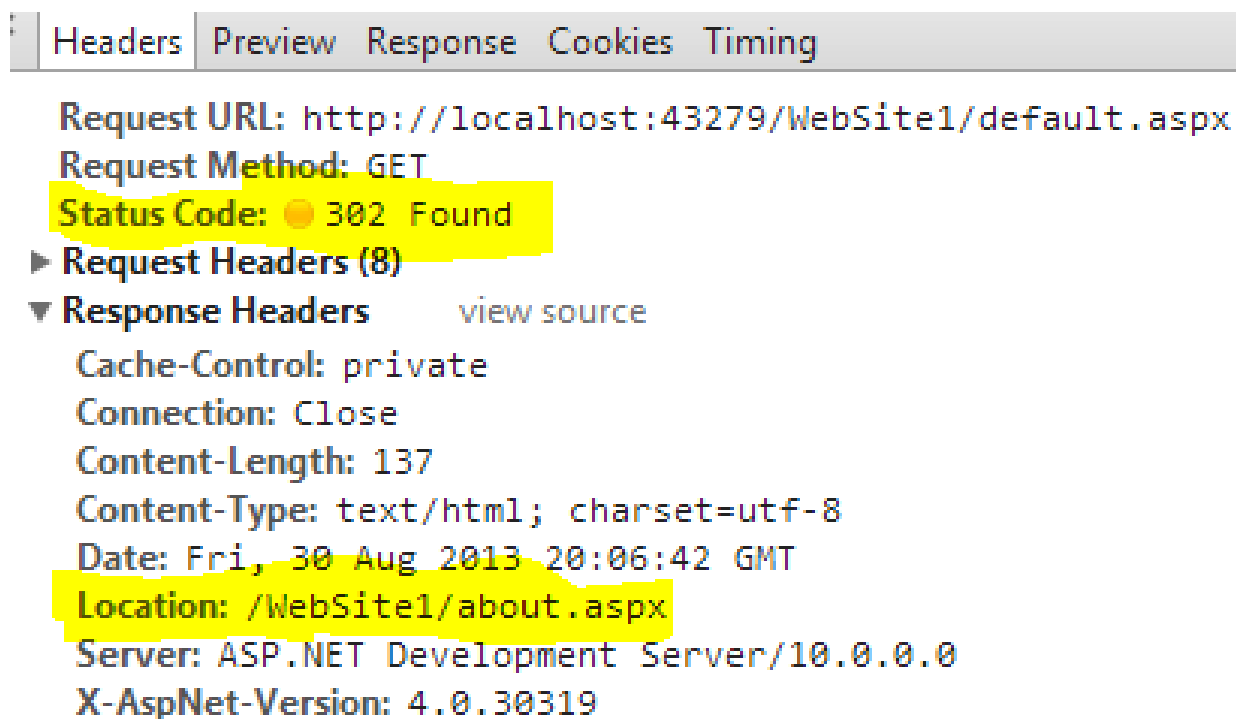 Headers Preview Response Cookies Timing
Request URL: http://localhost:43279/WebSite1/default.aspx
Request Method: GET
Status Code: 302 Found
Request Headers (8)
Response Headers view source
Cache-Control: private
Connection: Close
Content-Length: 137
Content-Type: text/html; charset=utf-8
Date: Fri, 30 Aug 2013 20:06:42 GMT
Location: /WebSite1/about.aspx
Server: ASP.NET Development Server/10.0.0.0
X-AspNet-Version: 4.0.30319